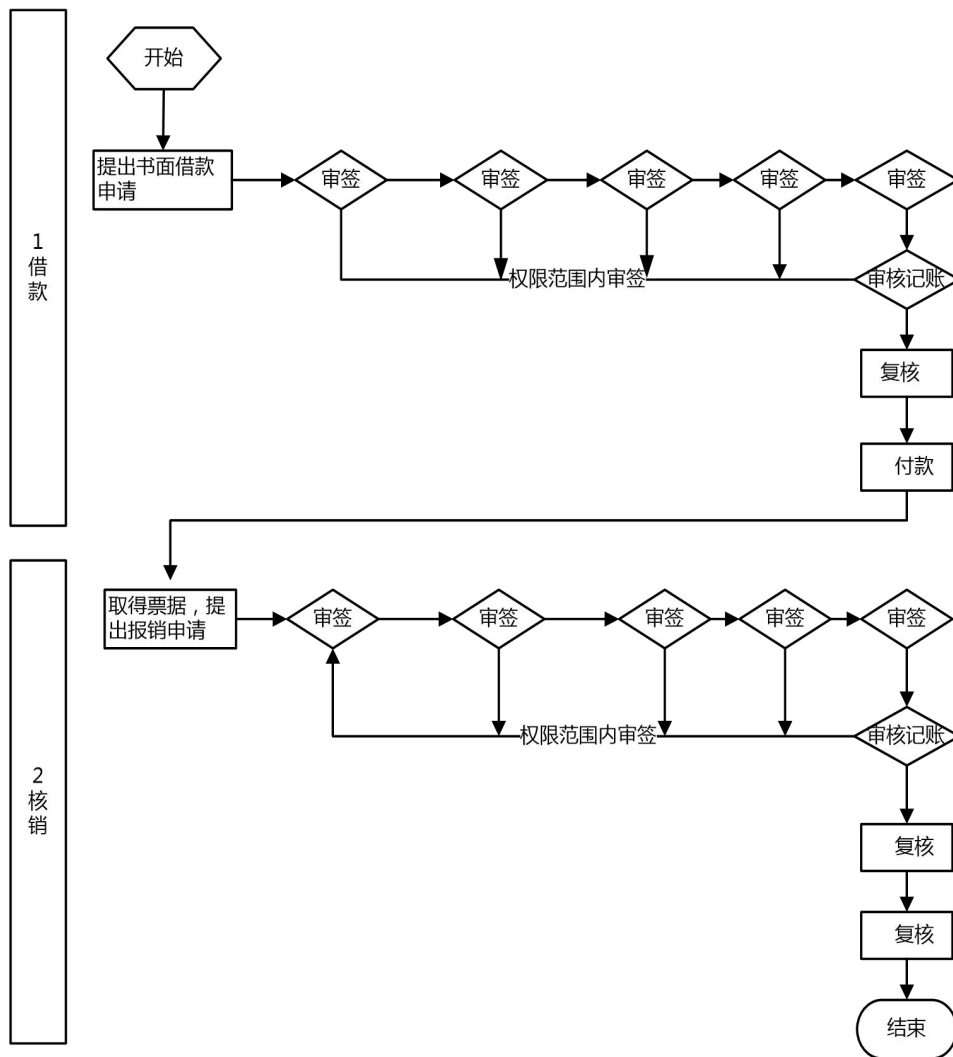 开始
1
借
款
提出书面借款
申请
审签
审签
审签
审签
审签
权限范围内审签
审核记账
复核
付款
2
核
销
取得票据，提
出报销申请
审签
审签
审签
审签
审签
权限范围内审签
审核记账
复核
复核
结束